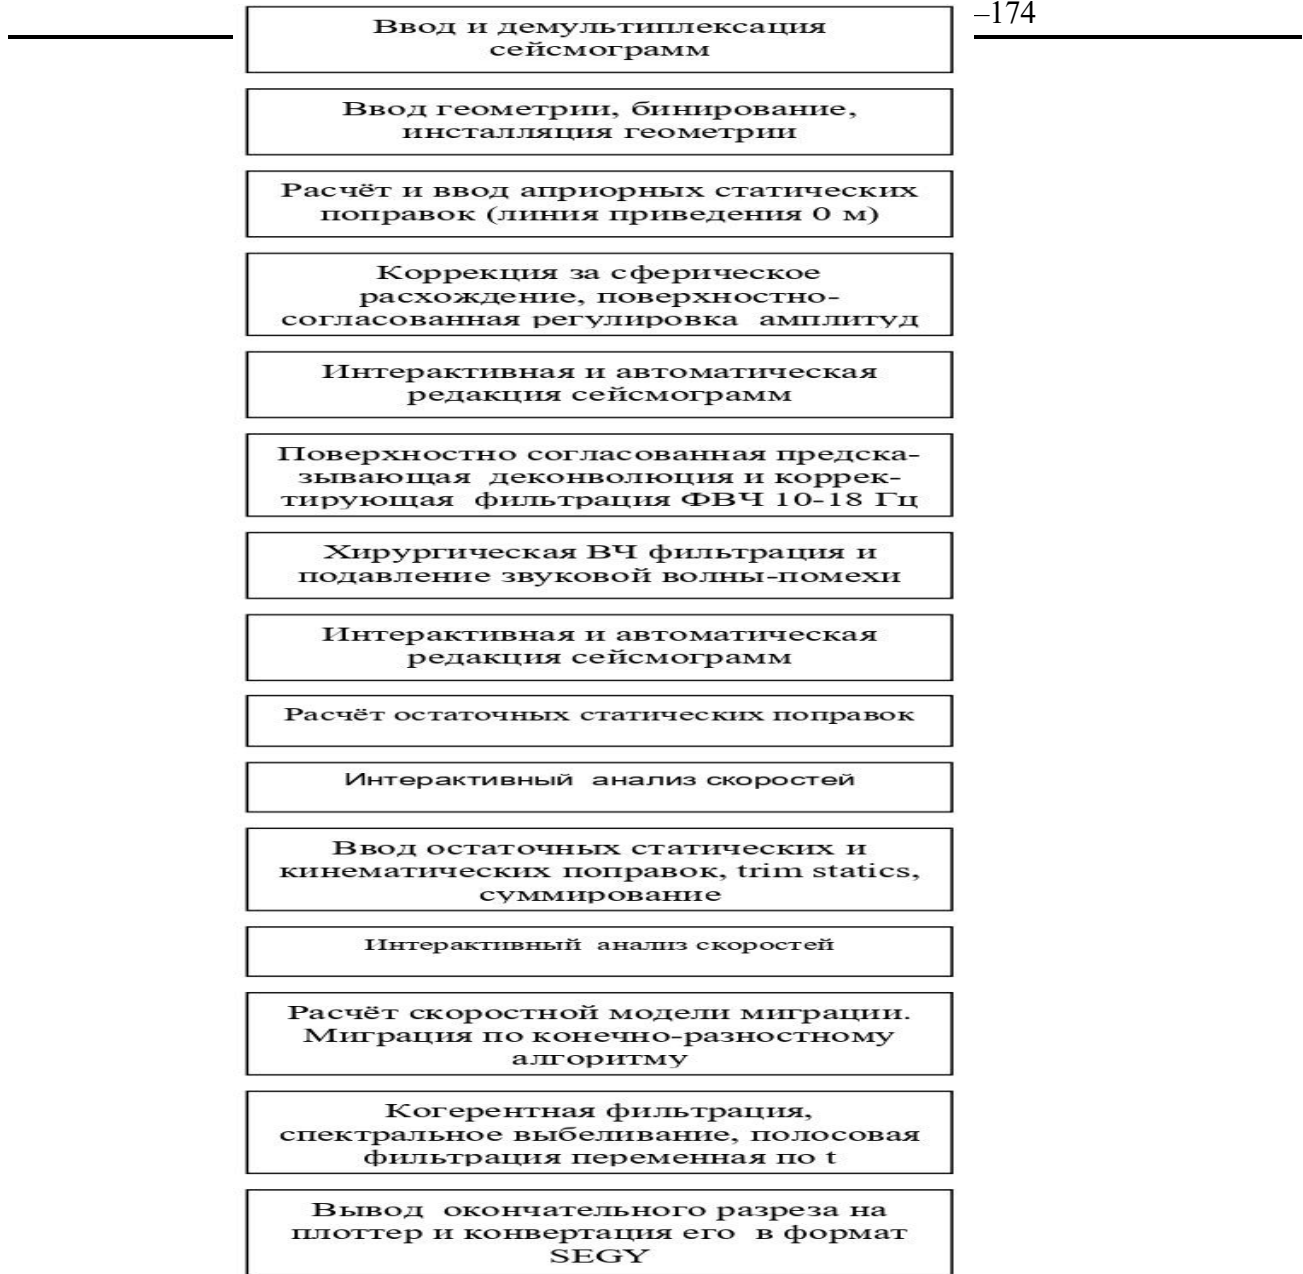 –174
Ввод и демультиплексация
сейсмограмм
Ввод геометрии, бинирование,
инсталляция геометрии
Расчёт и ввод априорных статических
поправок (линия приведения 0 м)
Коррекция за сферическое
расхождение, поверхностно-
согласованная регулировка амплитуд
Интерактивная и автоматическая
редакция сейсмограмм
Поверхностно согласованная предска-
зывающая деконволюция и коррек-
тирующая фильтрация ФВЧ 10-18 Гц
Хирургическая ВЧ фильтрация и
подавление звуковой волны-помехи
Интерактивная и автоматическая
редакция сейсмограмм
Расчёт остаточных статических поправок
Интерактивный анализ скоростей
Ввод остаточных статических и
кинематических поправок, trim statics,
суммирование
Интерактивный анализ скоростей
Расчёт скоростной модели миграции.
Миграция по конечно-разностному
алгоритму
Когерентная фильтрация,
спектральное выбеливание, полосовая
фильтрация переменная по t
Вывод окончательного разреза на
плоттер и конвертация его в формат
SEGY